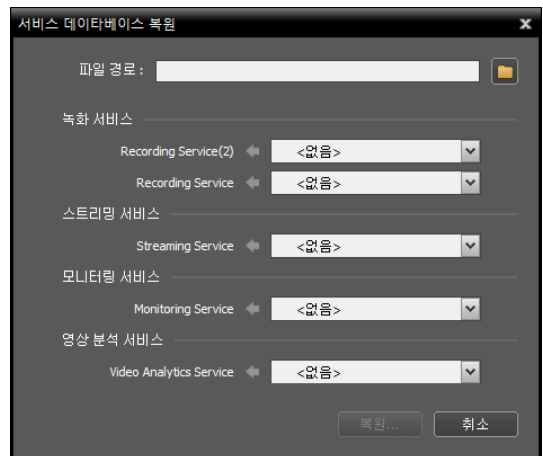 서비스 데이타베이스 복원 x
파일 경로 :
녹화 서비스
Recording Service(2) <없음>
Recording Service <없음>
스트리밍 서비스
Streaming Service <없음>
모니터링 서비스
Monitoring Service <없음>
영상 분석 서비스
Video Analytics Service <없음>
복원... 취소